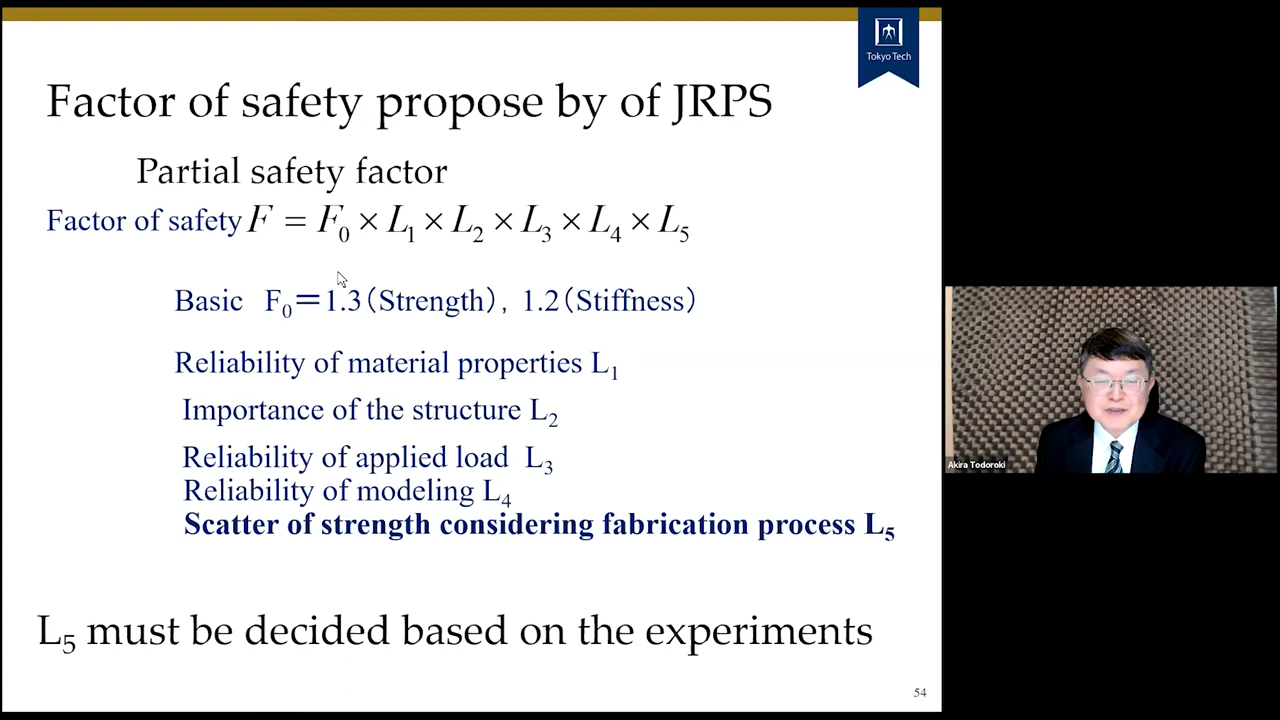 Tokyo Tech
Factor of safety propose by of JRPS
Partial safety factor
Factor of safety F = F₀ × L₁ × L₂ × L₃ × L₄ × L₅
Basic F₀＝1.3（Strength）, 1.2（Stiffness）
Reliability of material properties L₁
Importance of the structure L₂
Reliability of applied load L₃
Reliability of modeling L₄
Scatter of strength considering fabrication process L₅
L₅ must be decided based on the experiments
54
Akira Todoroki